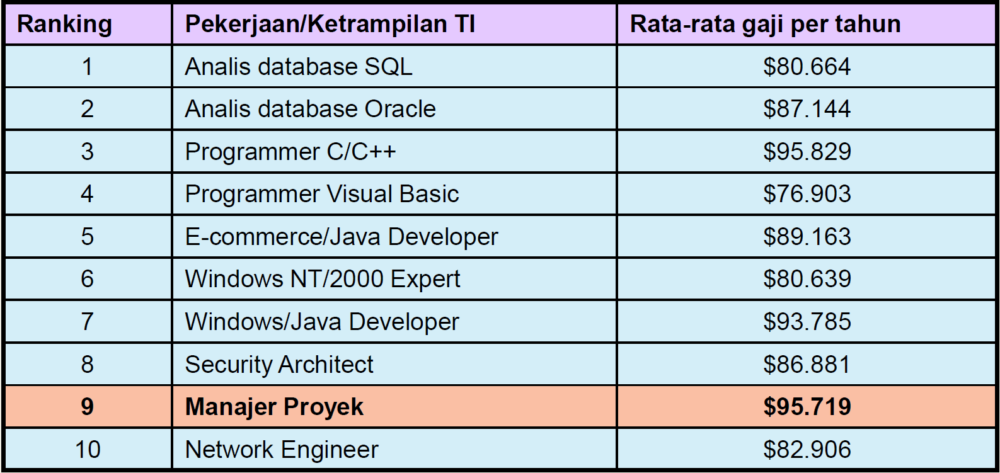 Ranking Pekerjaan/Ketrampilan TI Rata-rata gaji per tahun
1 Analis database SQL $80.664
2 Analis database Oracle $87.144
3 Programmer C/C++ $95.829
4 Programmer Visual Basic $76.903
5 E-commerce/Java Developer $89.163
6 Windows NT/2000 Expert $80.639
7 Windows/Java Developer $93.785
8 Security Architect $86.881
9 Manajer Proyek $95.719
10 Network Engineer $82.906